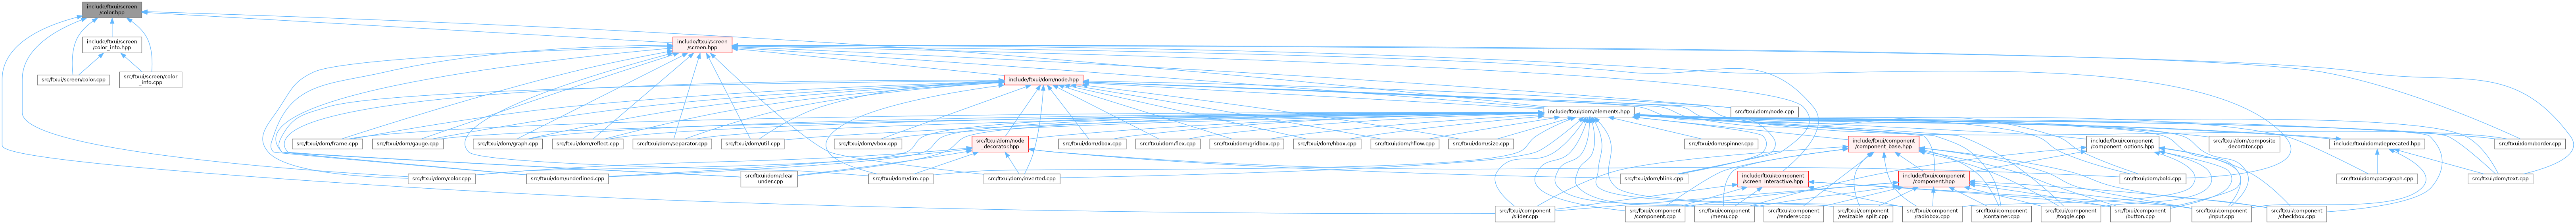 include/ftxui/screen
/color.hpp
include/ftxui/screen
/color_info.hpp
include/ftxui/screen
/screen.hpp
src/ftxui/screen/color.cpp
src/ftxui/screen/color
_info.cpp
include/ftxui/dom/node.hpp
include/ftxui/dom/elements.hpp
src/ftxui/dom/node.cpp
src/ftxui/dom/frame.cpp
src/ftxui/dom/gauge.cpp
src/ftxui/dom/graph.cpp
src/ftxui/dom/reflect.cpp
src/ftxui/dom/separator.cpp
src/ftxui/dom/util.cpp
src/ftxui/dom/vbox.cpp
src/ftxui/dom/node
_decorator.hpp
src/ftxui/dom/dbox.cpp
src/ftxui/dom/flex.cpp
src/ftxui/dom/gridbox.cpp
src/ftxui/dom/hbox.cpp
src/ftxui/dom/hflow.cpp
src/ftxui/dom/size.cpp
src/ftxui/dom/spinner.cpp
include/ftxui/component
/component_base.hpp
include/ftxui/component
/component_options.hpp
src/ftxui/dom/composite
_decorator.cpp
include/ftxui/dom/deprecated.hpp
src/ftxui/dom/border.cpp
src/ftxui/dom/color.cpp
src/ftxui/dom/underlined.cpp
src/ftxui/dom/clear
_under.cpp
src/ftxui/dom/dim.cpp
src/ftxui/dom/inverted.cpp
src/ftxui/dom/blink.cpp
include/ftxui/component
/screen_interactive.hpp
include/ftxui/component
/component.hpp
src/ftxui/dom/bold.cpp
src/ftxui/dom/paragraph.cpp
src/ftxui/dom/text.cpp
src/ftxui/component
/slider.cpp
src/ftxui/component
/component.cpp
src/ftxui/component
/menu.cpp
src/ftxui/component
/renderer.cpp
src/ftxui/component
/resizable_split.cpp
src/ftxui/component
/radiobox.cpp
src/ftxui/component
/container.cpp
src/ftxui/component
/toggle.cpp
src/ftxui/component
/button.cpp
src/ftxui/component
/input.cpp
src/ftxui/component
/checkbox.cpp